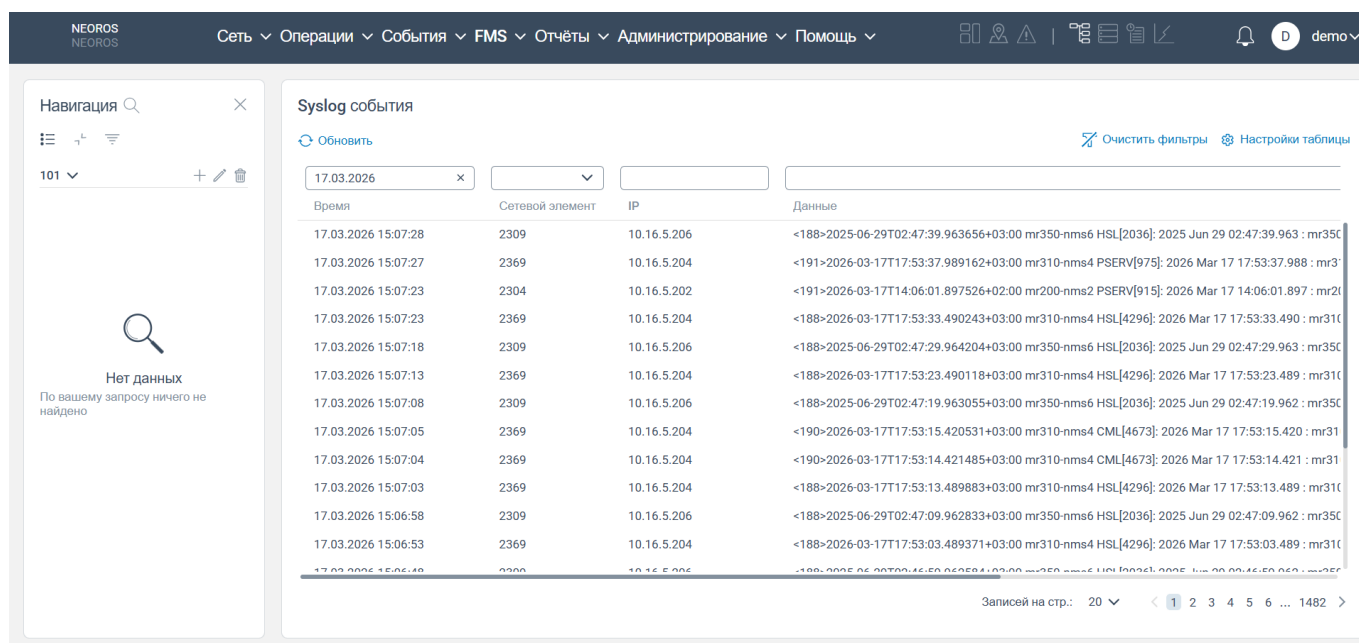 NEOROS
NEOROS
Сеть Операции События FMS Отчёты Администрирование Помощь D demo
Навигация
101
Нет данных
По вашему запросу ничего не
найдено
Syslog события
Обновить Очистить фильтры Настройки таблицы
17.03.2026
Время Сетевой элемент IP Данные
17.03.2026 15:07:28 2309 10.16.5.206 <188>2025-06-29T02:47:39.963656+03:00 mr350-nms6 HSL[2036]: 2025 Jun 29 02:47:39.963 : mr350
17.03.2026 15:07:27 2369 10.16.5.204 <191>2026-03-17T17:53:37.989162+03:00 mr310-nms4 PSERV[975]: 2026 Mar 17 17:53:37.988 : mr31
17.03.2026 15:07:23 2304 10.16.5.202 <191>2026-03-17T14:06:01.897526+02:00 mr200-nms2 PSERV[915]: 2026 Mar 17 14:06:01.897 : mr20
17.03.2026 15:07:23 2369 10.16.5.204 <188>2026-03-17T17:53:33.490243+03:00 mr310-nms4 HSL[4296]: 2026 Mar 17 17:53:33.490 : mr310
17.03.2026 15:07:18 2309 10.16.5.206 <188>2025-06-29T02:47:29.964204+03:00 mr350-nms6 HSL[2036]: 2025 Jun 29 02:47:29.963 : mr350
17.03.2026 15:07:13 2369 10.16.5.204 <188>2026-03-17T17:53:23.490118+03:00 mr310-nms4 HSL[4296]: 2026 Mar 17 17:53:23.489 : mr310
17.03.2026 15:07:08 2309 10.16.5.206 <188>2025-06-29T02:47:19.963055+03:00 mr350-nms6 HSL[2036]: 2025 Jun 29 02:47:19.962 : mr350
17.03.2026 15:07:05 2369 10.16.5.204 <190>2026-03-17T17:53:15.420531+03:00 mr310-nms4 CML[4673]: 2026 Mar 17 17:53:15.420 : mr31
17.03.2026 15:07:04 2369 10.16.5.204 <190>2026-03-17T17:53:14.421485+03:00 mr310-nms4 CML[4673]: 2026 Mar 17 17:53:14.421 : mr31
17.03.2026 15:07:03 2369 10.16.5.204 <188>2026-03-17T17:53:13.489883+03:00 mr310-nms4 HSL[4296]: 2026 Mar 17 17:53:13.489 : mr310
17.03.2026 15:06:58 2309 10.16.5.206 <188>2025-06-29T02:47:09.962833+03:00 mr350-nms6 HSL[2036]: 2025 Jun 29 02:47:09.962 : mr350
17.03.2026 15:06:53 2369 10.16.5.204 <188>2026-03-17T17:53:03.489371+03:00 mr310-nms4 HSL[4296]: 2026 Mar 17 17:53:03.489 : mr310
Записей на стр.: 20 1 2 3 4 5 6 ... 1482